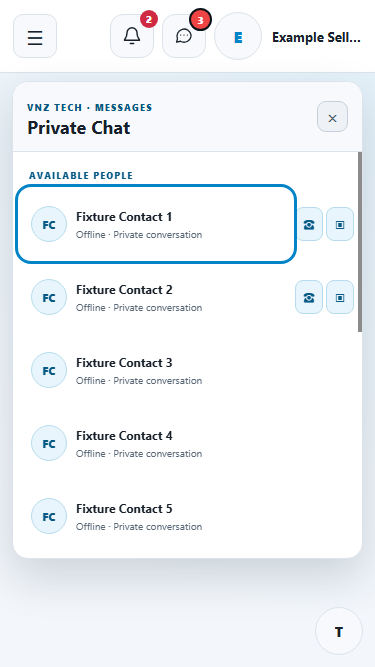 2
3
E
Example Sell...
VNZ TECH · MESSAGES
Private Chat
×
AVAILABLE PEOPLE
FC
Fixture Contact 1
Offline · Private conversation
FC
Fixture Contact 2
Offline · Private conversation
FC
Fixture Contact 3
Offline · Private conversation
FC
Fixture Contact 4
Offline · Private conversation
FC
Fixture Contact 5
Offline · Private conversation
T